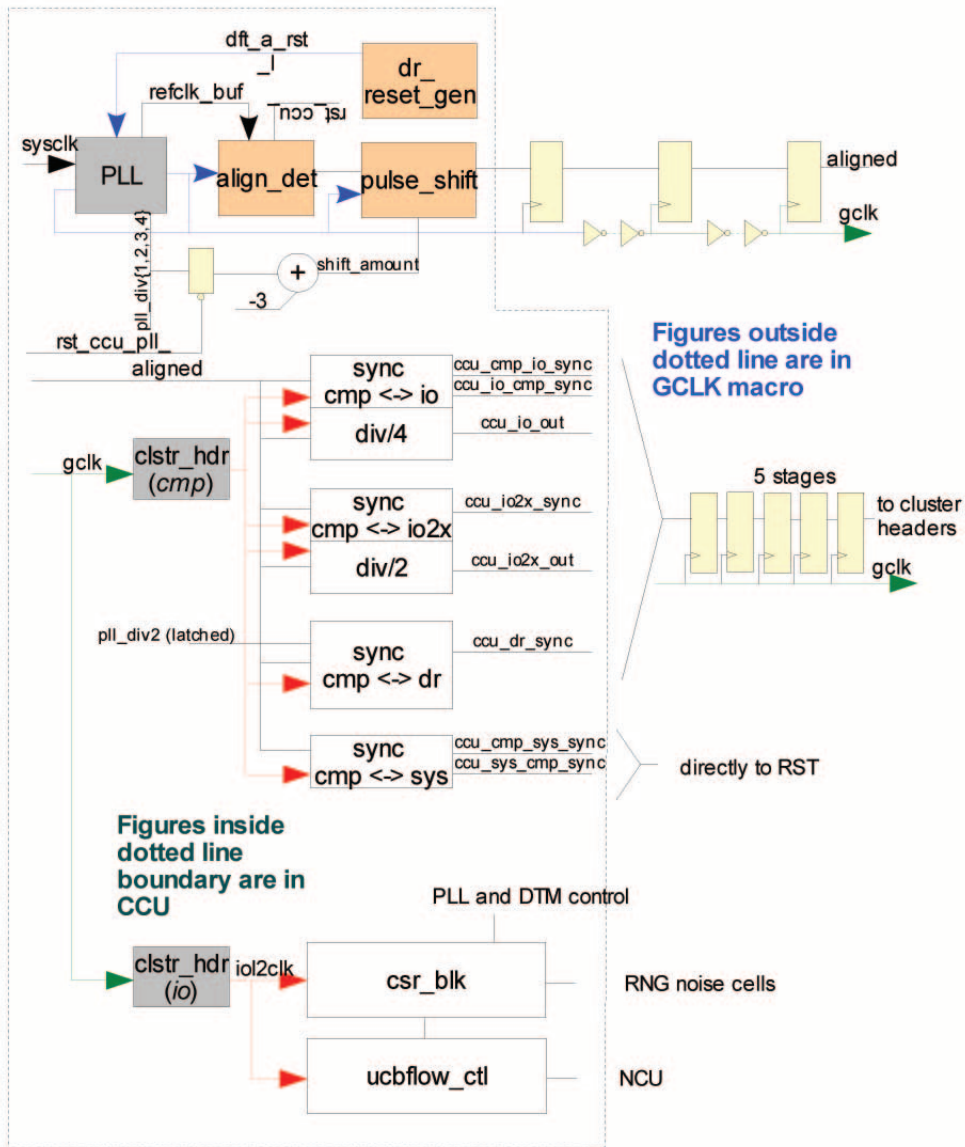 dft_a_rst
_l
dr_
reset_gen
refclk_buf
rst_ccu_
sysclk
PLL
align_det
pulse_shift
aligned
gclk
pll_div{1,2,3,4}
shift_amount
+
-3
rst_ccu_pll_
aligned
sync
cmp <-> io
div/4
ccu_cmp_io_sync
ccu_io_cmp_sync
ccu_io_out
Figures outside
dotted line are in
GCLK macro
gclk
clstr_hdr
(cmp)
sync
cmp <-> io2x
div/2
ccu_io2x_sync
ccu_io2x_out
5 stages
to cluster
headers
gclk
pll_div2 (latched)
sync
cmp <-> dr
ccu_dr_sync
sync
cmp <-> sys
ccu_cmp_sys_sync
ccu_sys_cmp_sync
directly to RST
Figures inside
dotted line
boundary are in
CCU
PLL and DTM control
clstr_hdr
(io)
iol2clk
csr_blk
RNG noise cells
ucbflow_ctl
NCU